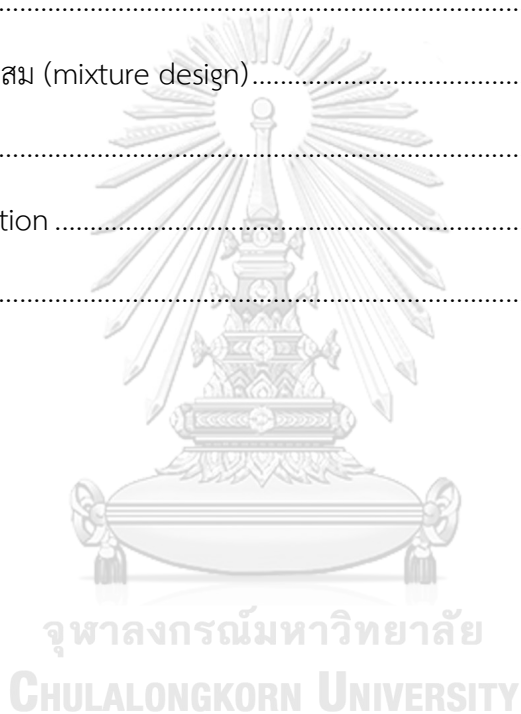 ................................................................
สม (mixture design)................................
................................................................
tion ................................................................
................................................................
จุฬาลงกรณ์มหาวิทยาลัย
CHULALONGKORN UNIVERSITY